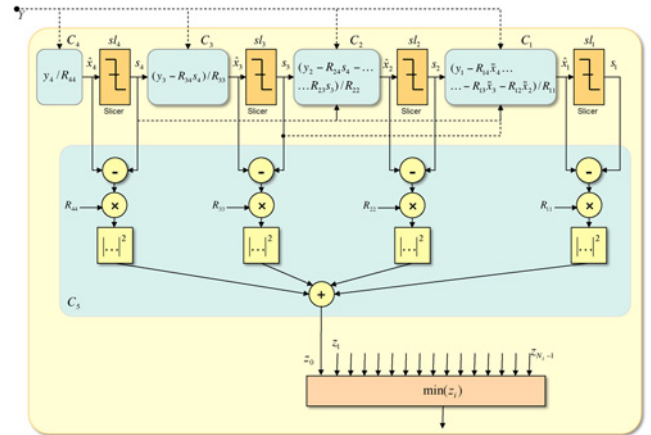 Y
C₄ sl₄ C₃ sl₃ C₂ sl₂ C₁ sl₁
y₄ / R₄₄
x̂₄
s₄
(y₃ − R₃₄s₄)/R₃₃
x̂₃
s₃
(y₂ − R₂₄s₄ − …
…R₂₃s₃)/R₂₂
x̂₂
s₂
(y₁ − R₁₄x̄₄ …
… − R₁₃x̄₃ − R₁₂x̄₂)/R₁₁
x̂₁
s₁
Slicer Slicer Slicer Slicer
- - - -
R₄₄ × R₃₃ × R₂₂ × R₁₁ ×
|…|² |…|² |…|² |…|²
+
C₅
z₀
z₁
min(zᵢ)